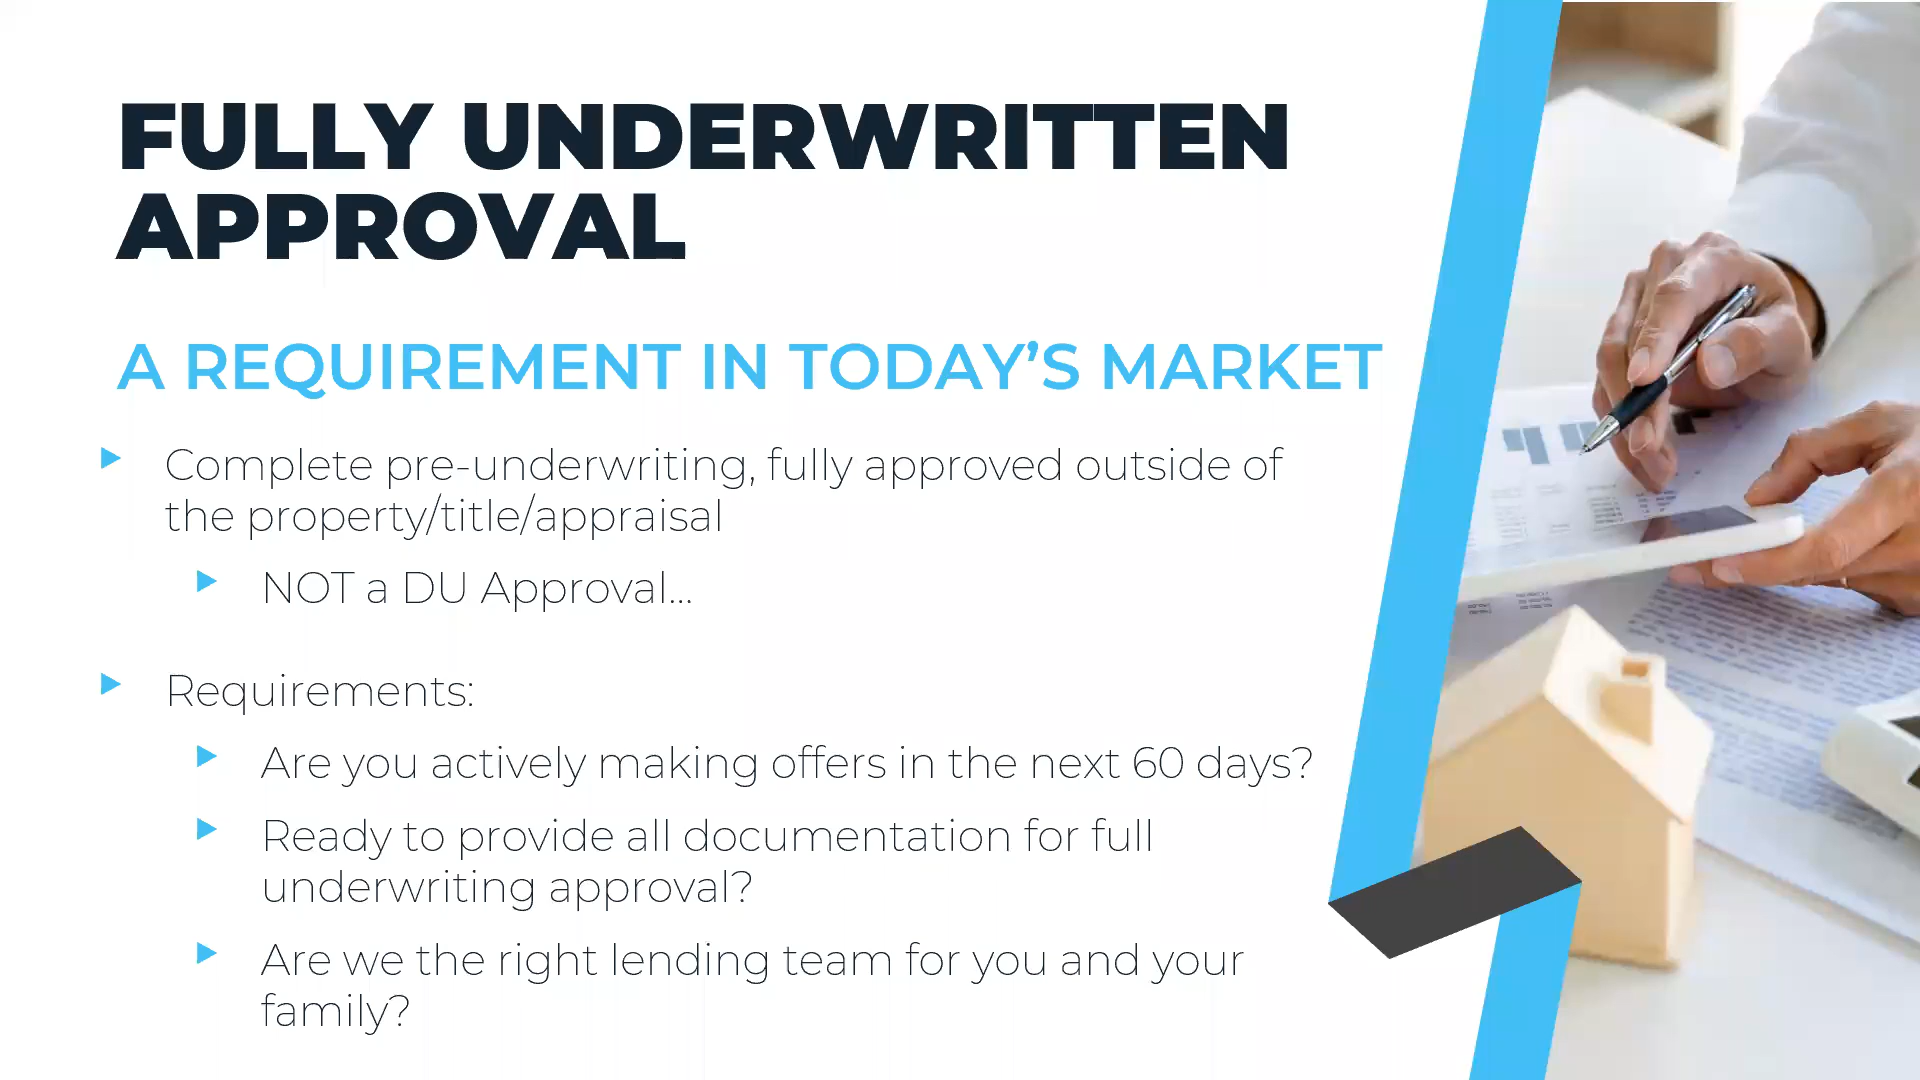 FULLY UNDERWRITTEN
APPROVAL
A REQUIREMENT IN TODAY’S MARKET
Complete pre-underwriting, fully approved outside of
the property/title/appraisal
NOT a DU Approval...
Requirements:
Are you actively making offers in the next 60 days?
Ready to provide all documentation for full
underwriting approval?
Are we the right lending team for you and your
family?